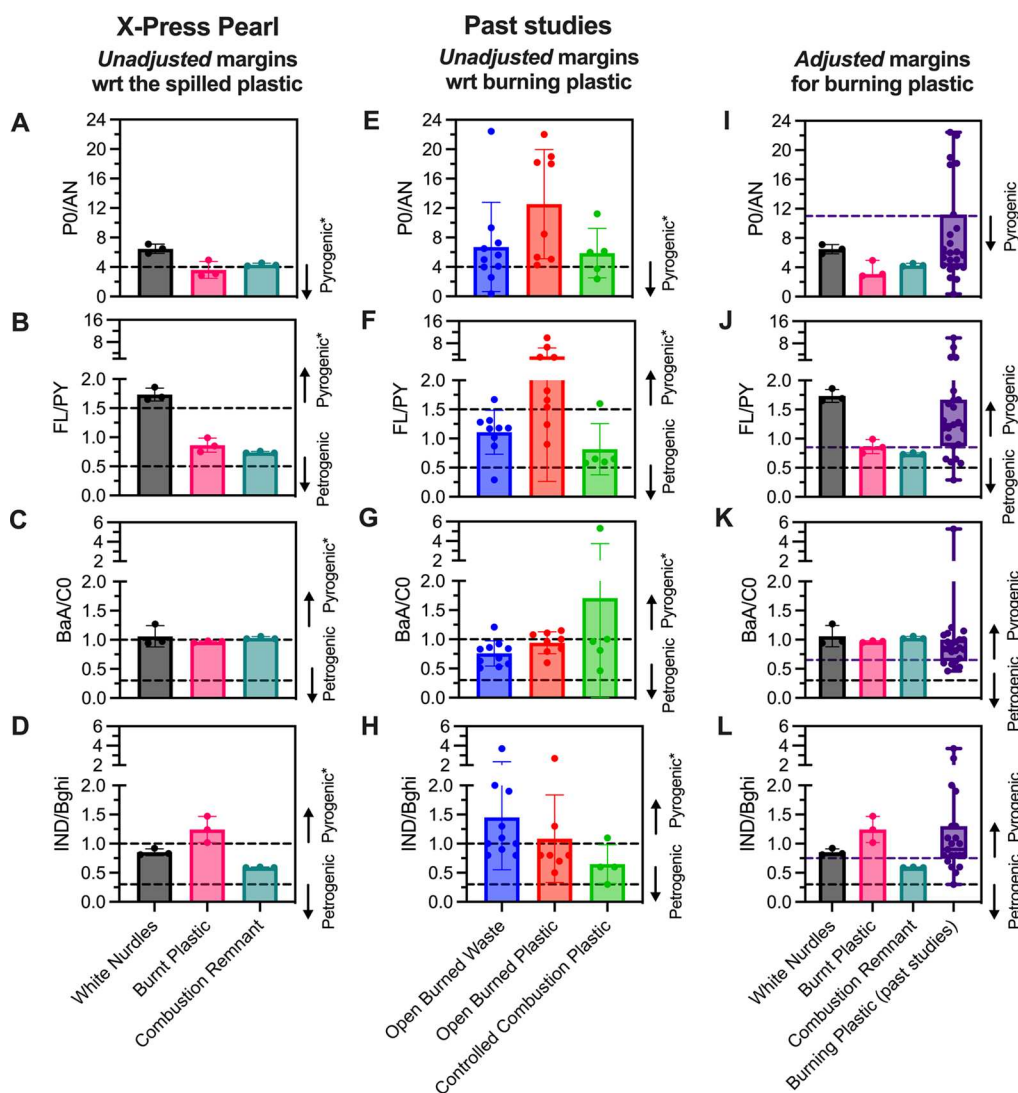 X-Press Pearl
Unadjusted margins
wrt the spilled plastic
Past studies
Unadjusted margins
wrt burning plastic
Adjusted margins
for burning plastic
A
P0/AN
24
20
16
12
8
4
0
Pyrogenic*
E
P0/AN
24
20
16
12
8
4
0
Pyrogenic*
I
P0/AN
24
20
16
12
8
4
0
Pyrogenic
B
FL/PY
16
8
2
2.0
1.5
1.0
0.5
0.0
Pyrogenic*
Petrogenic
F
FL/PY
16
8
2
2.0
1.5
1.0
0.5
0.0
Pyrogenic*
Petrogenic
J
FL/PY
16
8
2
2.0
1.5
1.0
0.5
0.0
Pyrogenic
Petrogenic
C
BaA/C0
6
4
2
2.0
1.5
1.0
0.5
0.0
Pyrogenic*
Petrogenic
G
BaA/C0
6
4
2
2.0
1.5
1.0
0.5
0.0
Pyrogenic*
Petrogenic
K
BaA/C0
6
4
2
2.0
1.5
1.0
0.5
0.0
Pyrogenic
Petrogenic
D
IND/Bghi
6
4
2
2.0
1.5
1.0
0.5
0.0
Pyrogenic*
Petrogenic
White Nurdles
Burnt Plastic
Combustion Remnant
H
IND/Bghi
6
4
2
2.0
1.5
1.0
0.5
0.0
Pyrogenic*
Petrogenic
Open Burned Waste
Open Burned Plastic
Controlled Combustion Plastic
L
IND/Bghi
6
4
2
2.0
1.5
1.0
0.5
0.0
Pyrogenic
Petrogenic
White Nurdles
Burnt Plastic
Combustion Remnant
Burning Plastic (past studies)